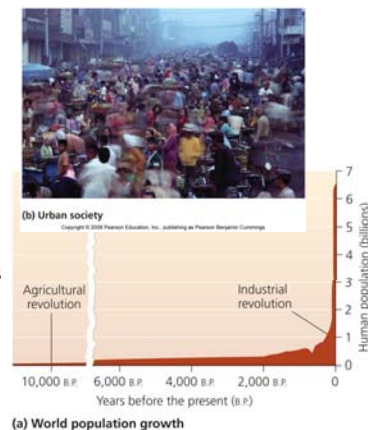 (b) Urban society
Copyright © 2008 Pearson Education, Inc., publishing as Pearson Benjamin Cummings
7
6
5
4
3
2
1
0
Human population (billions)
Agricultural
revolution
Industrial
revolution
10,000 B.P.
6,000 B.P.
4,000 B.P.
2,000 B.P.
0
Years before the present (B.P.)
(a) World population growth